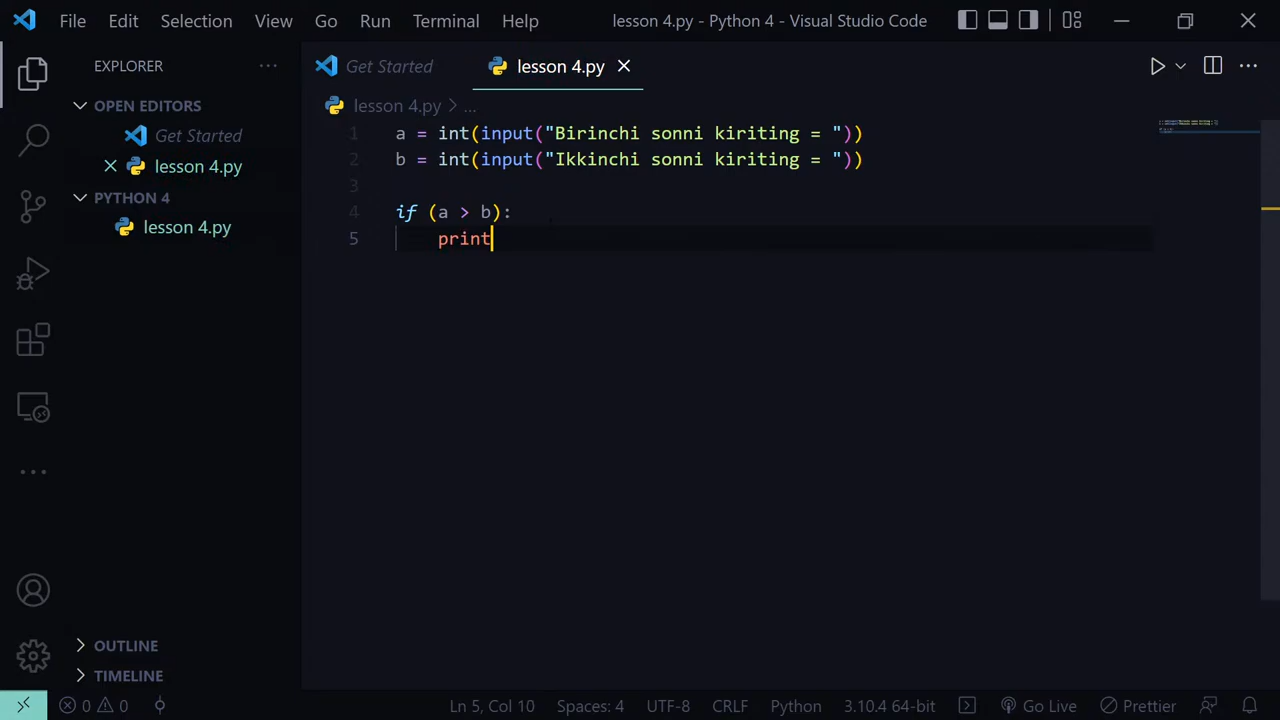 File Edit Selection View Go Run Terminal Help lesson 4.py - Python 4 - Visual Studio Code
EXPLORER ...
Get Started lesson 4.py
OPEN EDITORS
Get Started
lesson 4.py
PYTHON 4
lesson 4.py
lesson 4.py > ...
1 a = int(input("Birinchi sonni kiriting = "))
2 b = int(input("Ikkinchi sonni kiriting = "))
3
4 if (a > b):
5 print
OUTLINE
TIMELINE
0 0 Ln 5, Col 10 Spaces: 4 UTF-8 CRLF Python 3.10.4 64-bit Go Live Prettier